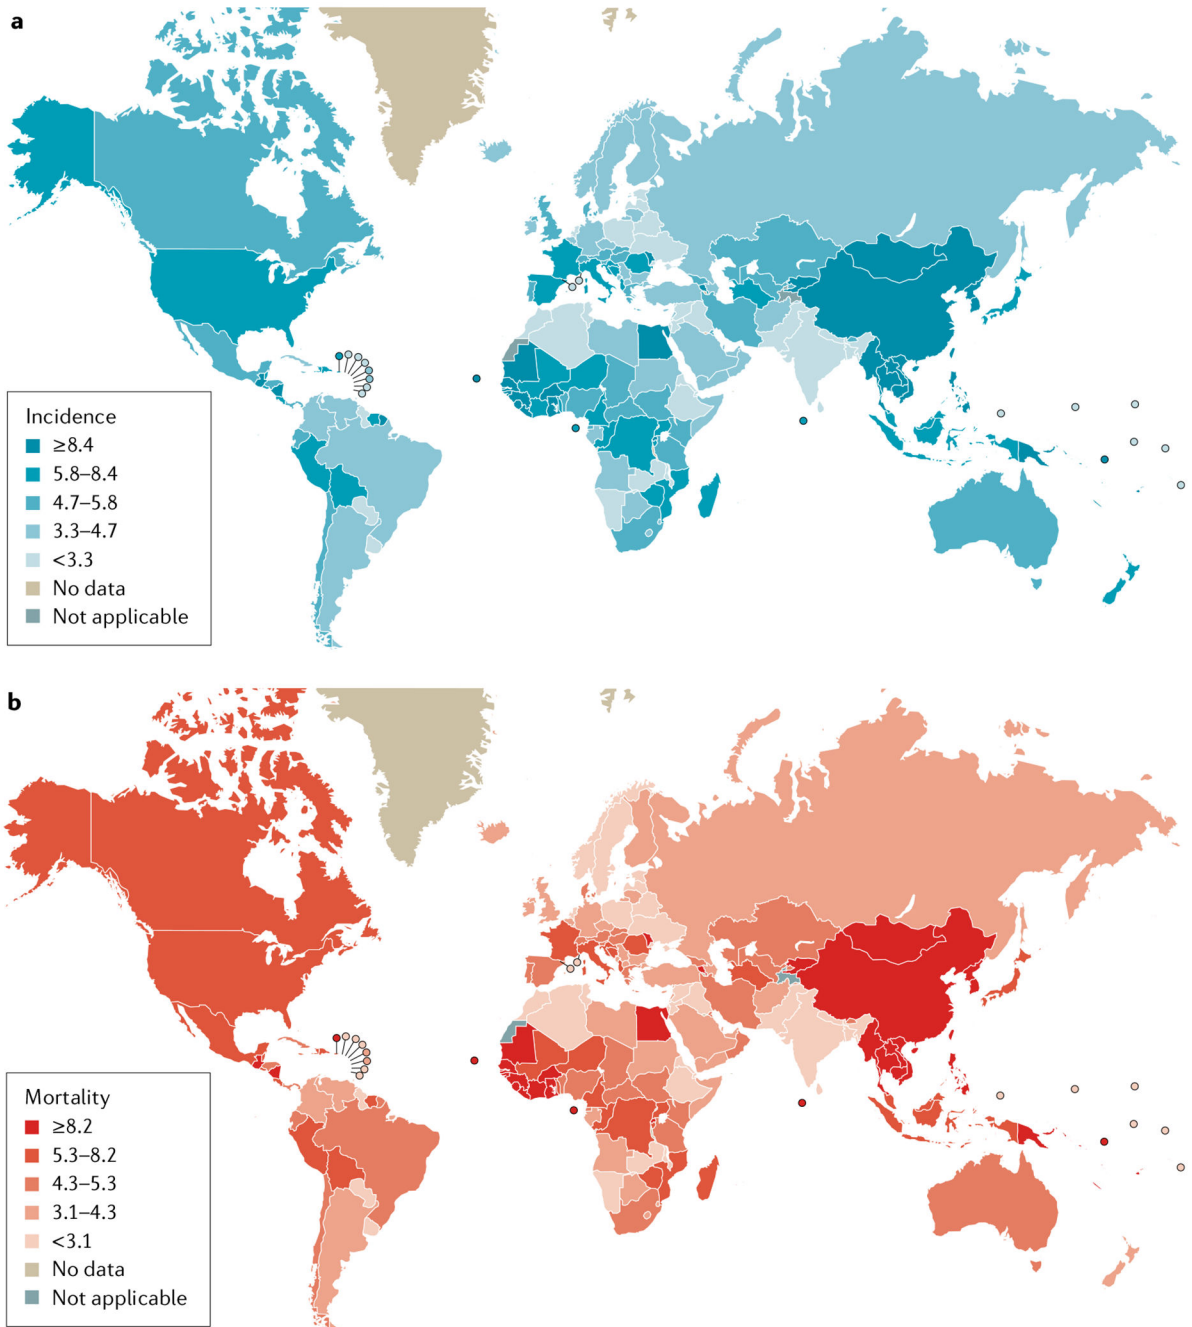 a
Incidence
≥8.4
5.8–8.4
4.7–5.8
3.3–4.7
<3.3
No data
Not applicable
b
Mortality
≥8.2
5.3–8.2
4.3–5.3
3.1–4.3
<3.1
No data
Not applicable